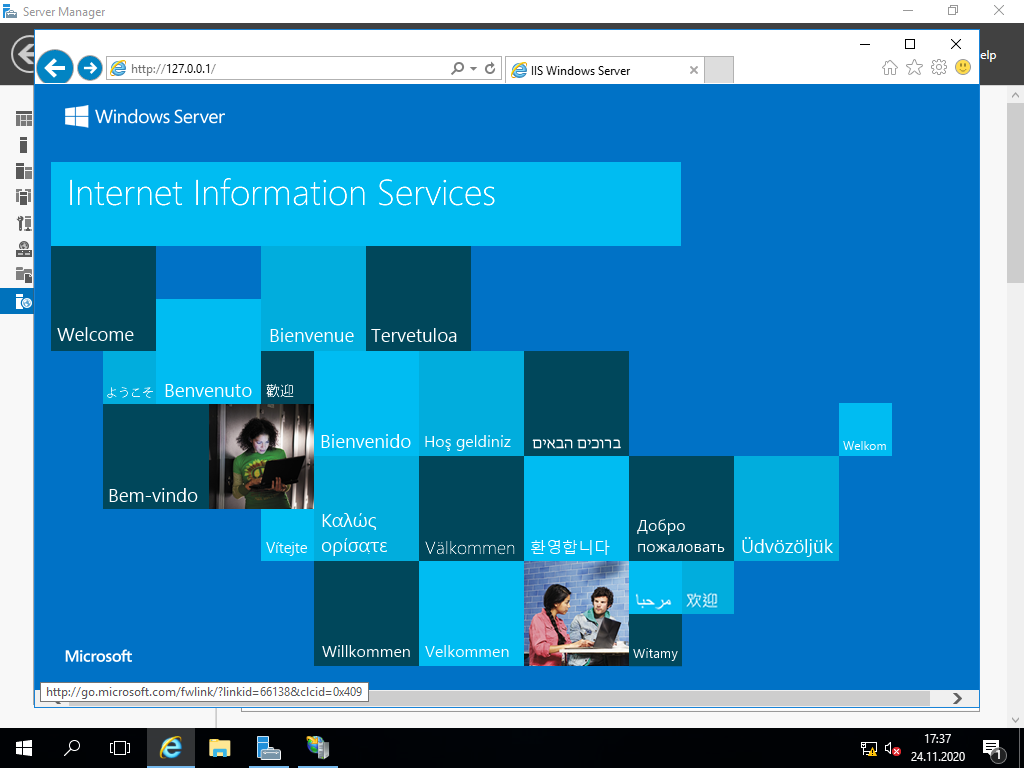 Server Manager
elp
http://127.0.0.1/
IIS Windows Server
Windows Server
Internet Information Services
Welcome
Bienvenue
Tervetuloa
ようこそ
Benvenuto
歡迎
Bienvenido
Hoş geldiniz
ברוכים הבאים
Welkom
Bem-vindo
Vítejte
Καλώς
ορίσατε
Välkommen
환영합니다
Добро
пожаловать
Üdvözöljük
Willkommen
Velkommen
مرحبا
欢迎
Witamy
Microsoft
http://go.microsoft.com/fwlink/?linkid=66138&clcid=0x409
17:37
24.11.2020
1